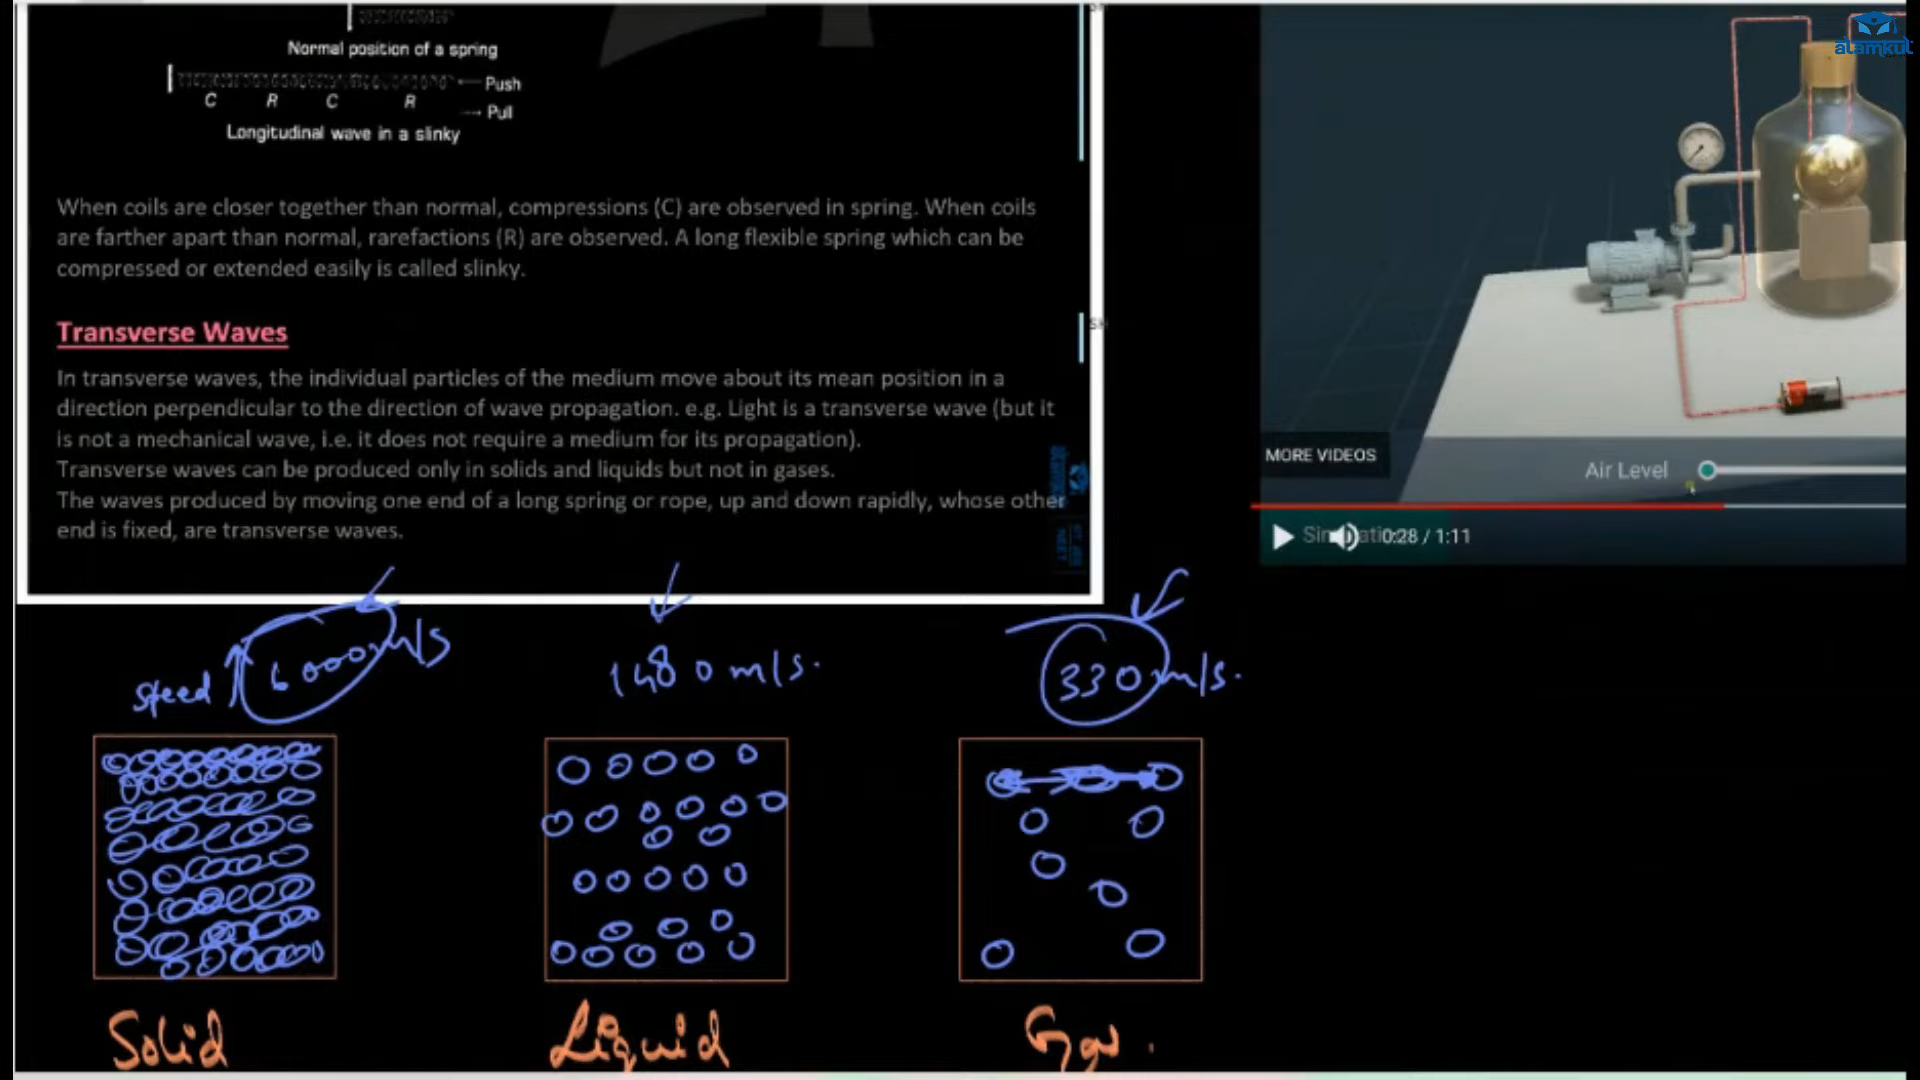 Normal position of a spring
Push
C R C R
Pull
Longitudinal wave in a slinky
When coils are closer together than normal, compressions (C) are observed in spring. When coils
are farther apart than normal, rarefactions (R) are observed. A long flexible spring which can be
compressed or extended easily is called slinky.
Transverse Waves
In transverse waves, the individual particles of the medium move about its mean position in a
direction perpendicular to the direction of wave propagation. e.g. Light is a transverse wave (but it
is not a mechanical wave, i.e. it does not require a medium for its propagation).
Transverse waves can be produced only in solids and liquids but not in gases.
The waves produced by moving one end of a long spring or rope, up and down rapidly, whose other
end is fixed, are transverse waves.
alamkul
MORE VIDEOS
Air Level
0:28 / 1:11
speed 6000 m/s
1480 m/s.
330 m/s.
Solid
Liquid
Gas.